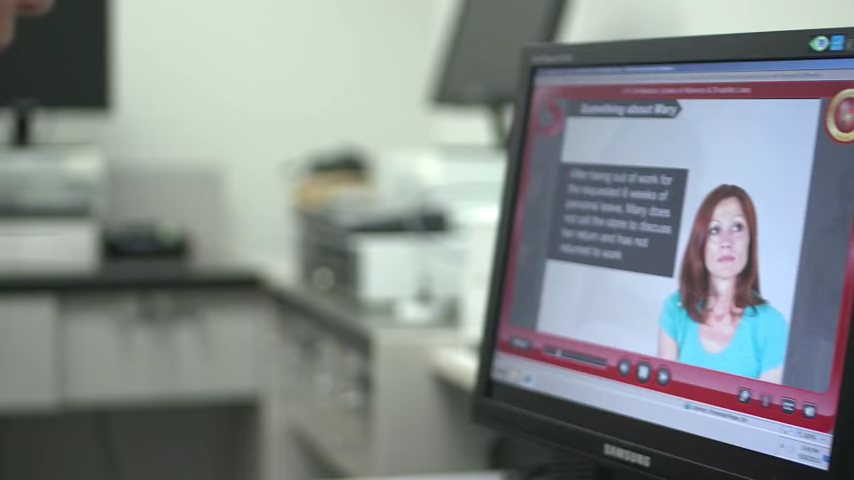 Something about Mary
After being out of work for
the requested 6 weeks of
personal leave, Mary does
not call the store to discuss
her return and has not
returned to work
SAMSUNG